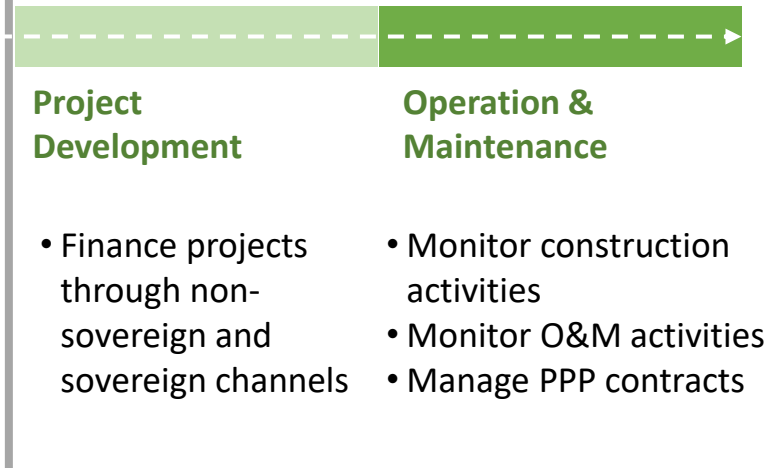 Project
Development
• Finance projects
through non-
sovereign and
sovereign channels
Operation &
Maintenance
• Monitor construction
activities
• Monitor O&M activities
• Manage PPP contracts